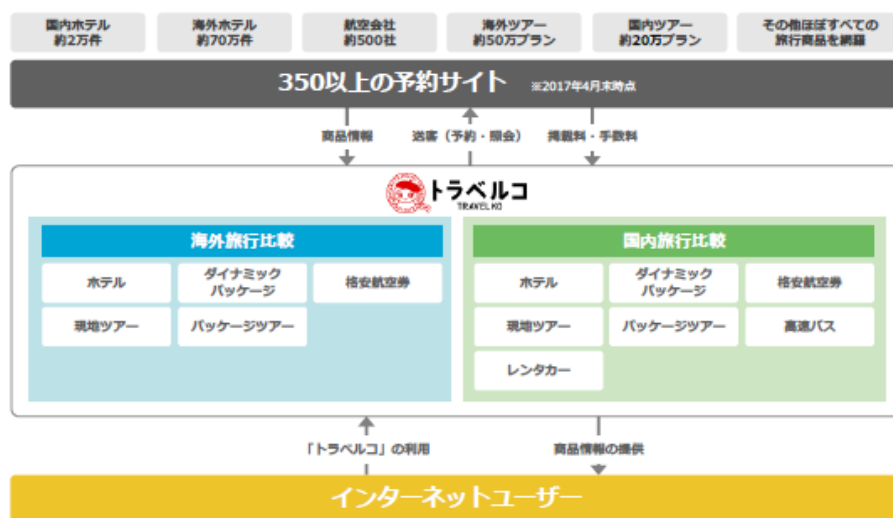 国内ホテル
約2万件
海外ホテル
約70万件
航空会社
約500社
海外ツアー
約50万プラン
国内ツアー
約20万プラン
その他ほぼすべての
旅行商品を網羅
350以上の予約サイト ※2017年4月末時点
商品情報
送客（予約・照会）
掲載料・手数料
トラベルコ
TRAVEL KO
海外旅行比較
ホテル
ダイナミック
パッケージ
格安航空券
現地ツアー
パッケージツアー
国内旅行比較
ホテル
ダイナミック
パッケージ
格安航空券
現地ツアー
パッケージツアー
高速バス
レンタカー
「トラベルコ」の利用
商品情報の提供
インターネットユーザー